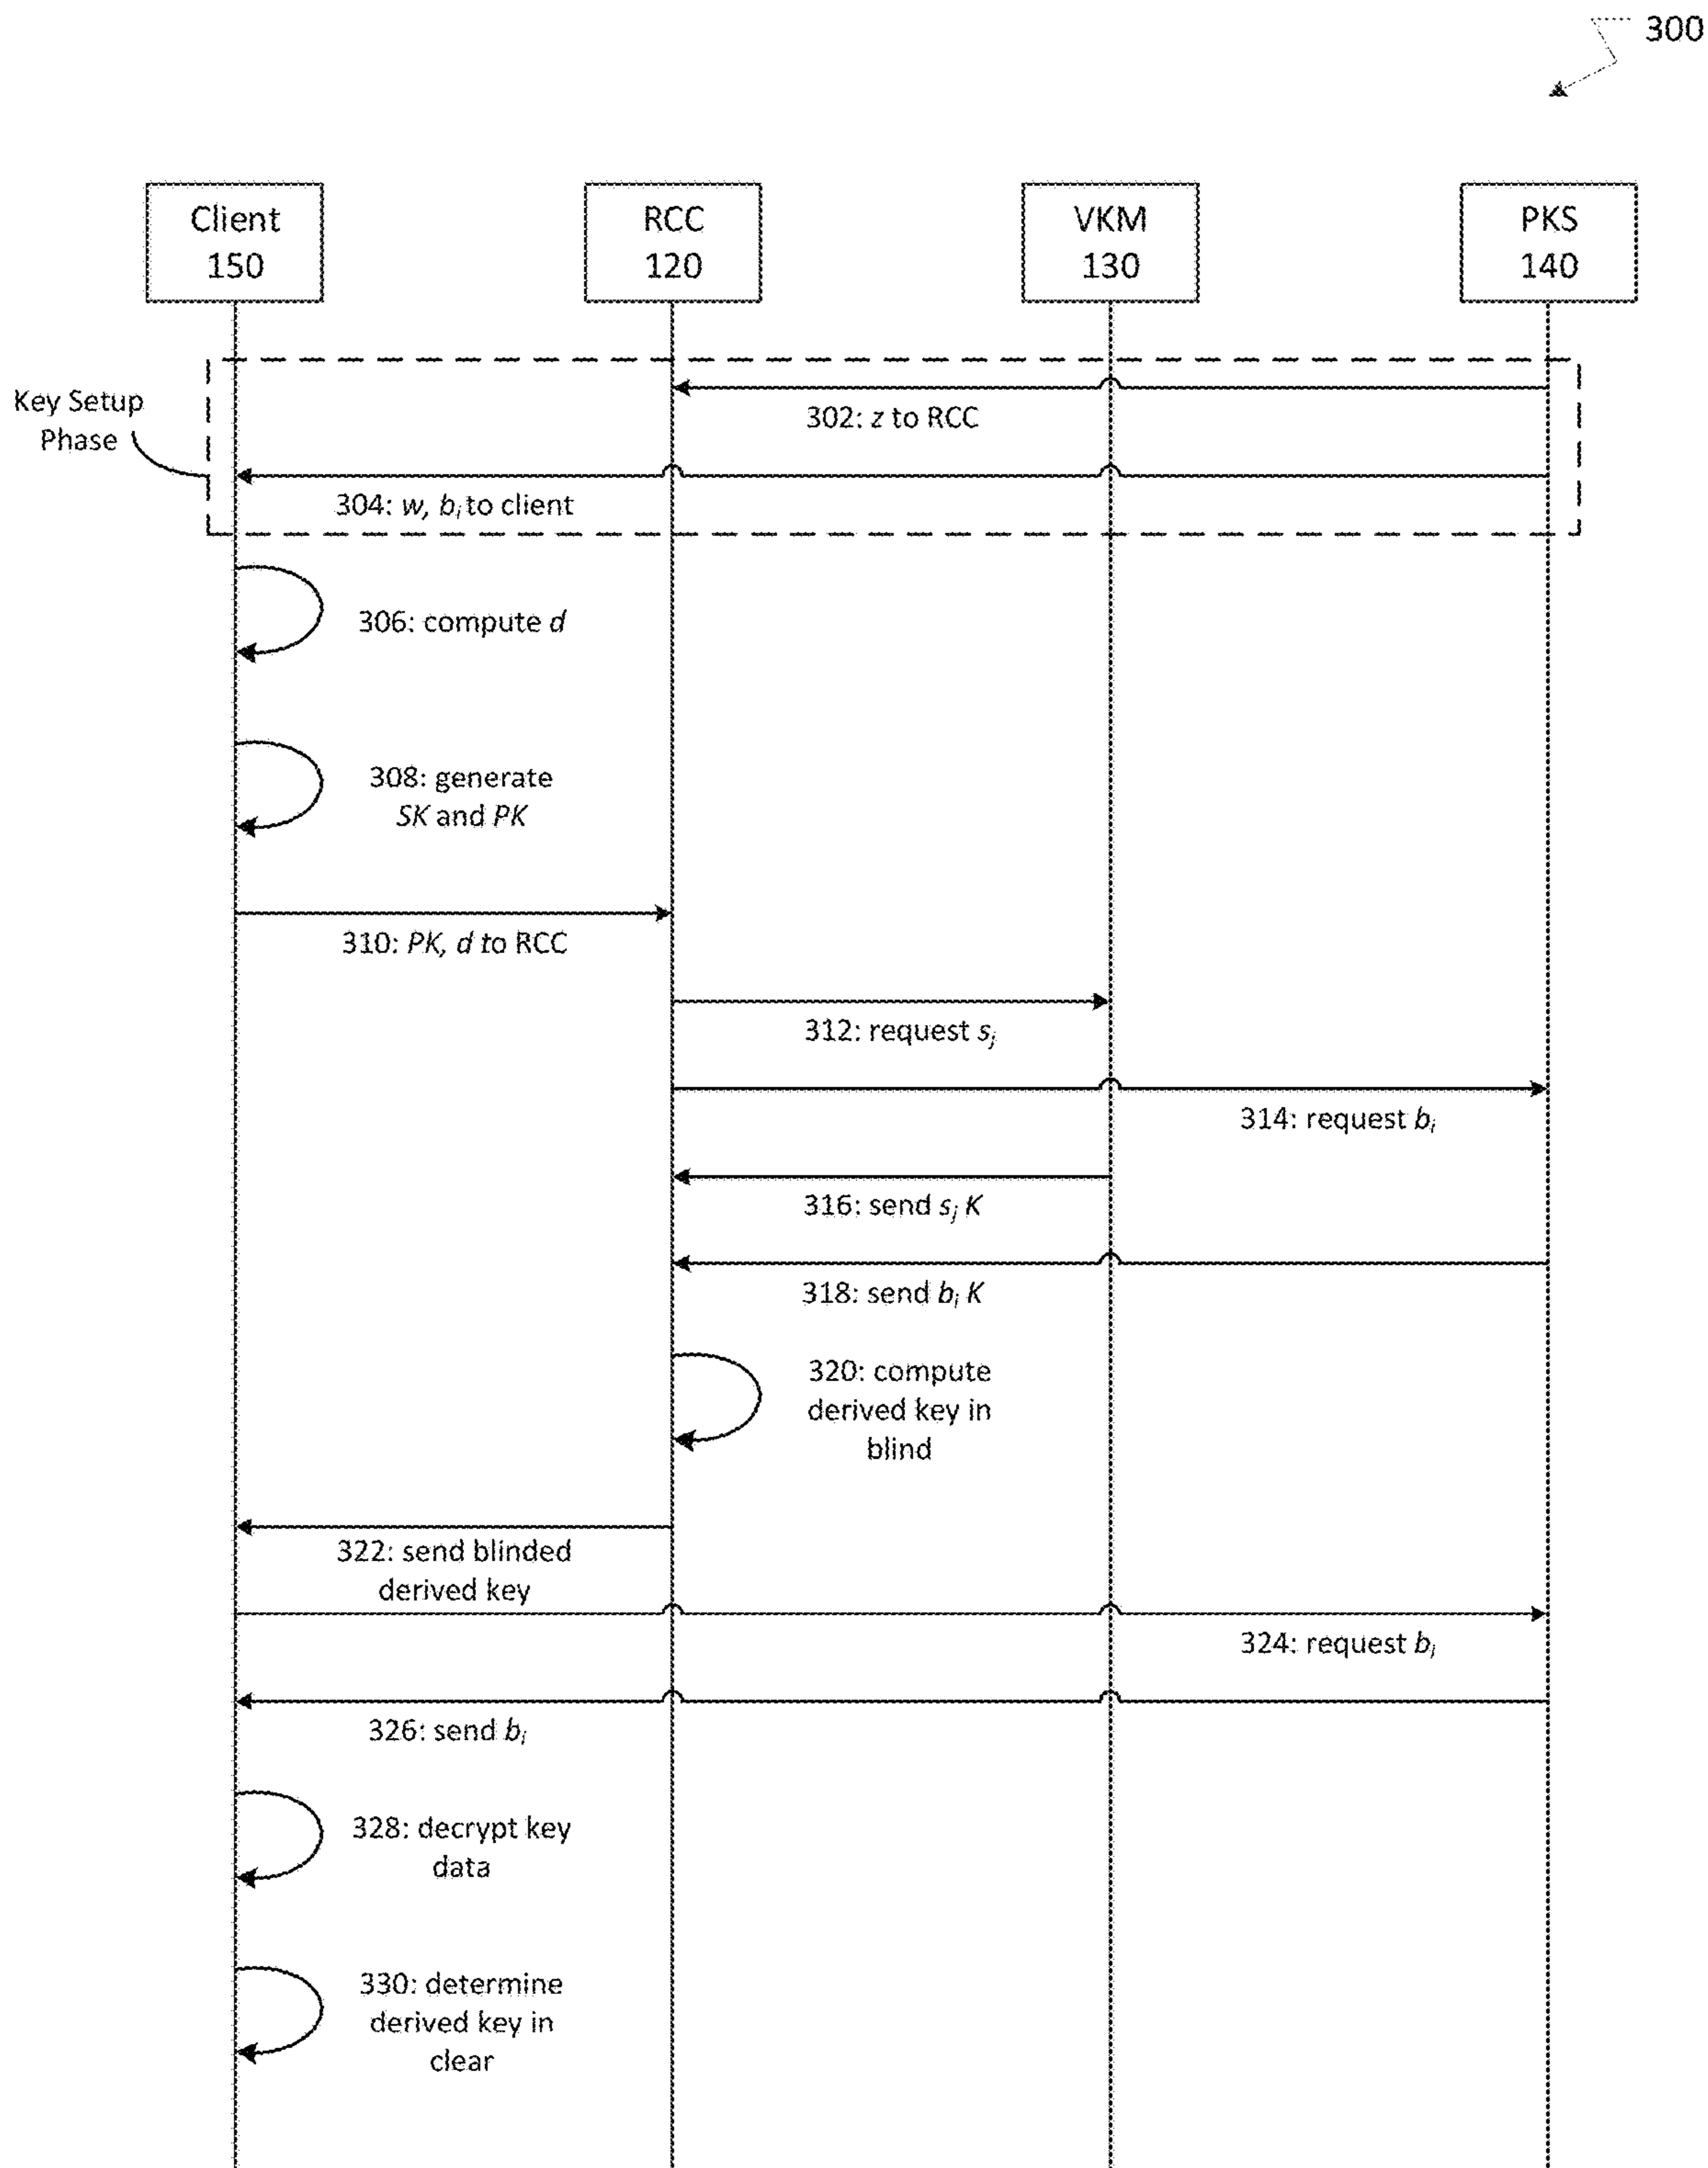 300
Client
150
RCC
120
VKM
130
PKS
140
Key Setup
Phase
302: z to RCC
304: w, bᵢ to client
306: compute d
308: generate
SK and PK
310: PK, d to RCC
312: request sⱼ
314: request bᵢ
316: send sⱼ K
318: send bᵢ K
320: compute
derived key in
blind
322: send blinded
derived key
324: request bᵢ
326: send bᵢ
328: decrypt key
data
330: determine
derived key in
clear